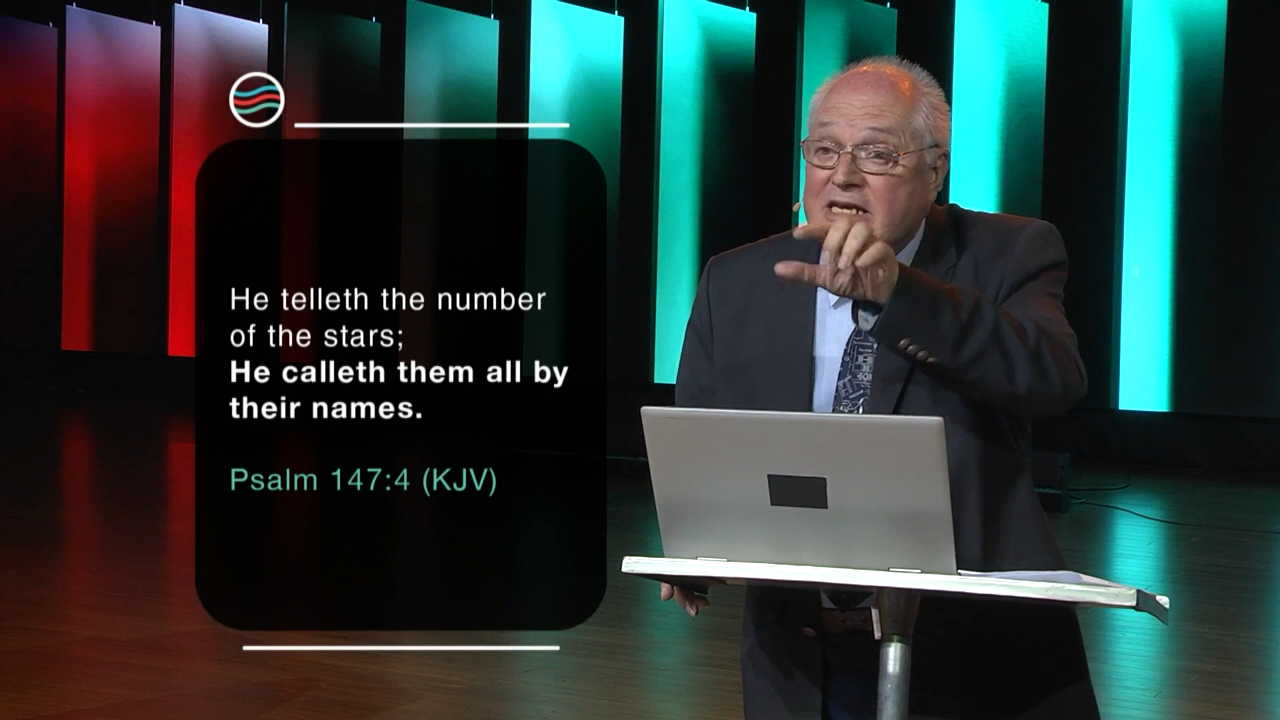 He telleth the number
of the stars;
He calleth them all by
their names.
Psalm 147:4 (KJV)